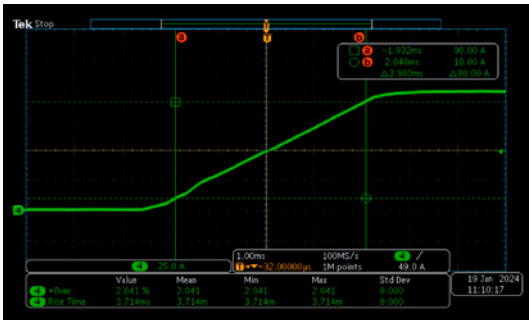 Tek Stop
T
a
b
T
a -1.932ms 90.00 A
b 2.048ms 10.00 A
Δ3.980ms Δ80.00 A
4
4 25.0 A
1.00ms 100MS/s 4 /
T→▼-32.00000μs 1M points 49.0 A
Value Mean Min Max Std Dev
4 +Over 2.041 % 2.041 2.041 2.041 0.000
4 Rise Time 3.714ms 3.714m 3.714m 3.714m 0.000
19 Jan 2024
11:10:17